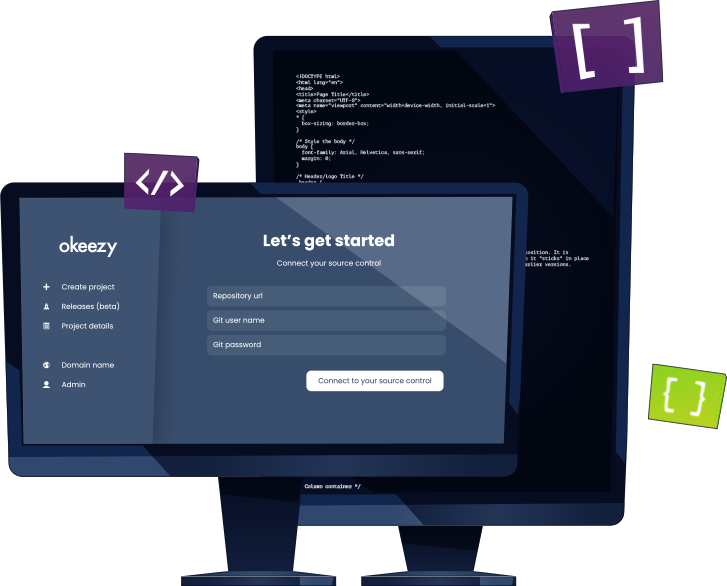 [ ]
<!DOCTYPE html>
<html lang="en">
<head>
<title>Page Title</title>
<meta charset="UTF-8">
<meta name="viewport" content="width=device-width, initial-scale=1">
<style>
* {
box-sizing: border-box;
}
/* Style the body */
body {
font-family: Arial, Helvetica, sans-serif;
margin: 0;
}
/* Header/logo Title */
header {
</>
okeezy
Create project
Releases (beta)
Project details
Domain name
Admin
Let's get started
Connect your source control
Repository url
Git user name
Git password
Connect to your source control
osition. It is
it "sticks" in place
arlier versions.
{ }
Column container */